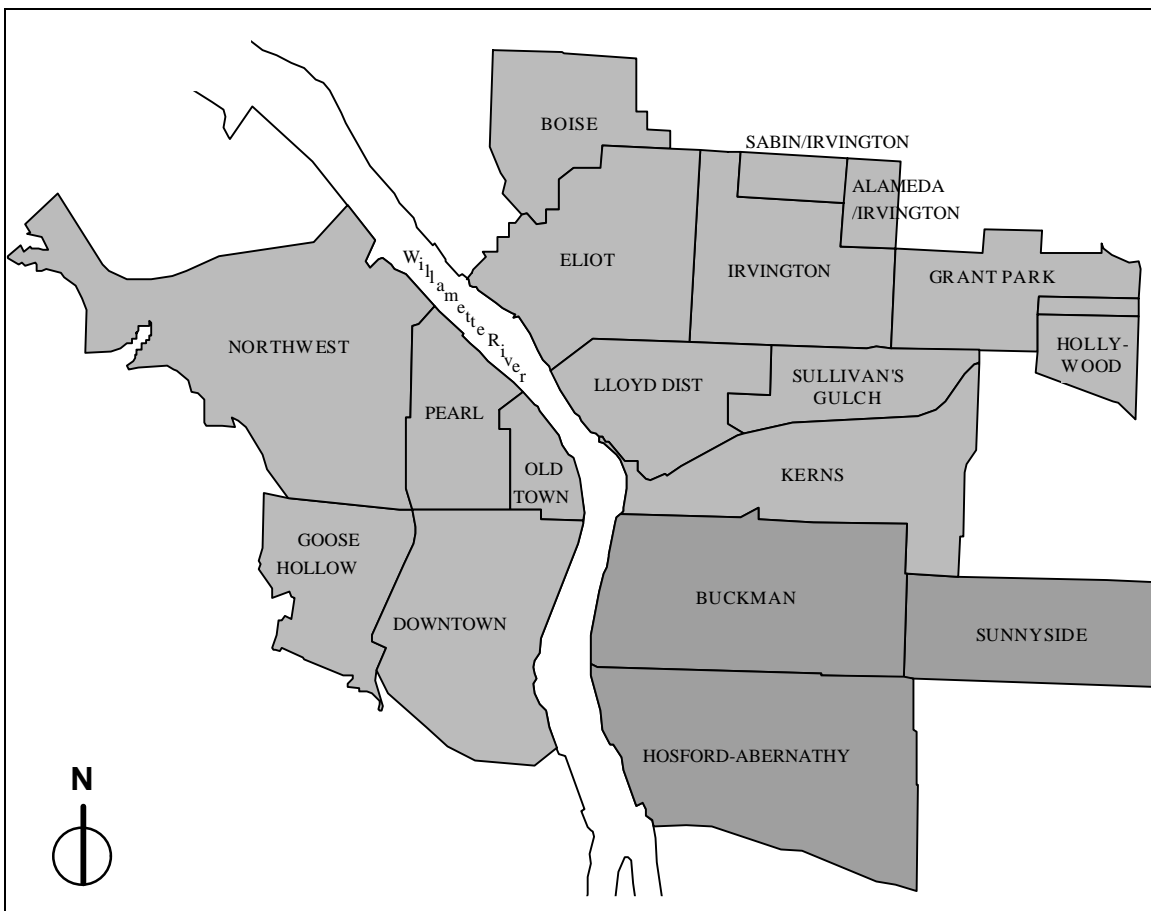 BOISE
SABIN/IRVINGTON
ALAMEDA
/IRVINGTON
ELIOT
IRVINGTON
GRANT PARK
Willamette River
NORTHWEST
HOLLY-
WOOD
LLOYD DIST
SULLIVAN'S
GULCH
PEARL
OLD
TOWN
KERNS
GOOSE
HOLLOW
BUCKMAN
DOWNTOWN
SUNNYSIDE
HOSFORD-ABERNATHY
N